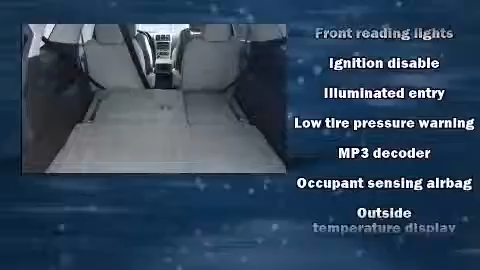 Front reading lights
Ignition disable
Illuminated entry
Low tire pressure warning
MP3 decoder
Occupant sensing airbag
Outside
temperature display